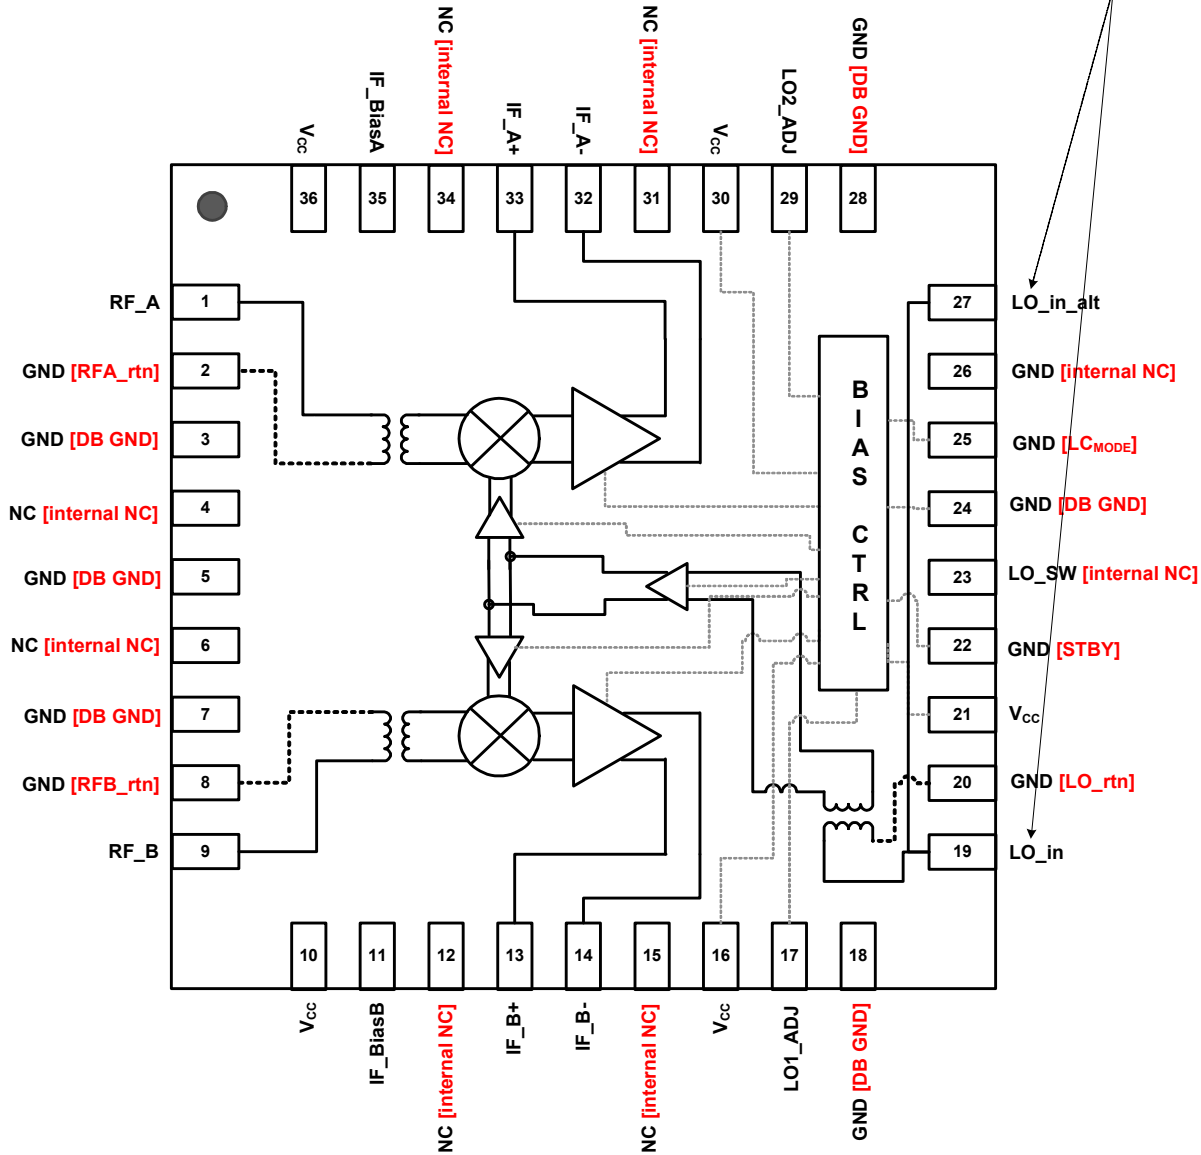 NC [internal NC]
NC [internal NC]
GND [DB GND]
IF_BiasA
IF_A+
IF_A-
LO2_ADJ
VCC
VCC
36
35
34
33
32
31
30
29
28
RF_A
1
27
LO_in_alt
GND [RFA_rtn]
2
26
GND [internal NC]
GND [DB GND]
3
25
GND [LCMODE]
NC [internal NC]
4
24
GND [DB GND]
GND [DB GND]
5
23
LO_SW [internal NC]
NC [internal NC]
6
22
GND [STBY]
GND [DB GND]
7
21
VCC
GND [RFB_rtn]
8
20
GND [LO_rtn]
RF_B
9
19
LO_in
BIAS CTRL
10
11
12
13
14
15
16
17
18
VCC
IF_BiasB
NC [internal NC]
IF_B+
IF_B-
NC [internal NC]
VCC
LO1_ADJ
GND [DB GND]